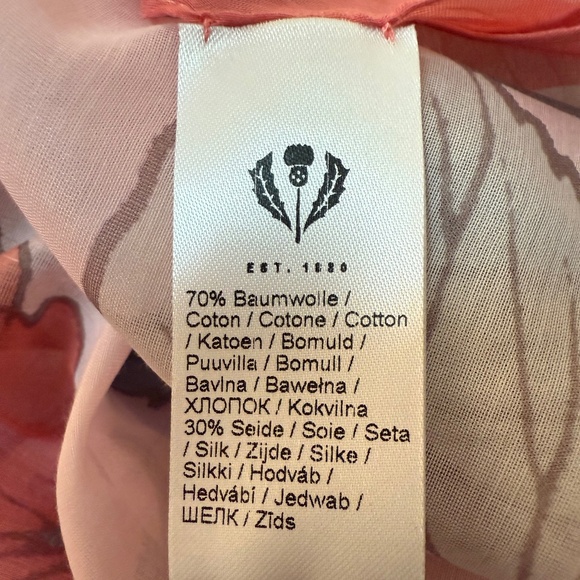 EST. 1880
70% Baumwolle /
Coton / Cotone / Cotton
/ Katoen / Bomuld /
Puuvilla / Bomull /
Bavlna / Bawełna /
ХЛОПОК / Kokvilna
30% Seide / Soie / Seta
/ Silk / Zijde / Silke /
Silkki / Hodváb /
Hedvábí / Jedwab /
ШЕЛК / Zīds